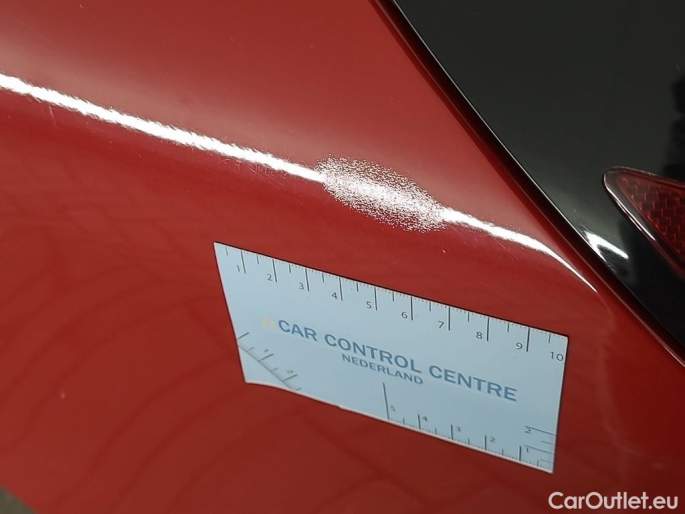 1 2 3 4 5 6 7 8 9 10
CAR CONTROL CENTRE
NEDERLAND
5 4 3 2 1
2
CarOutlet.eu